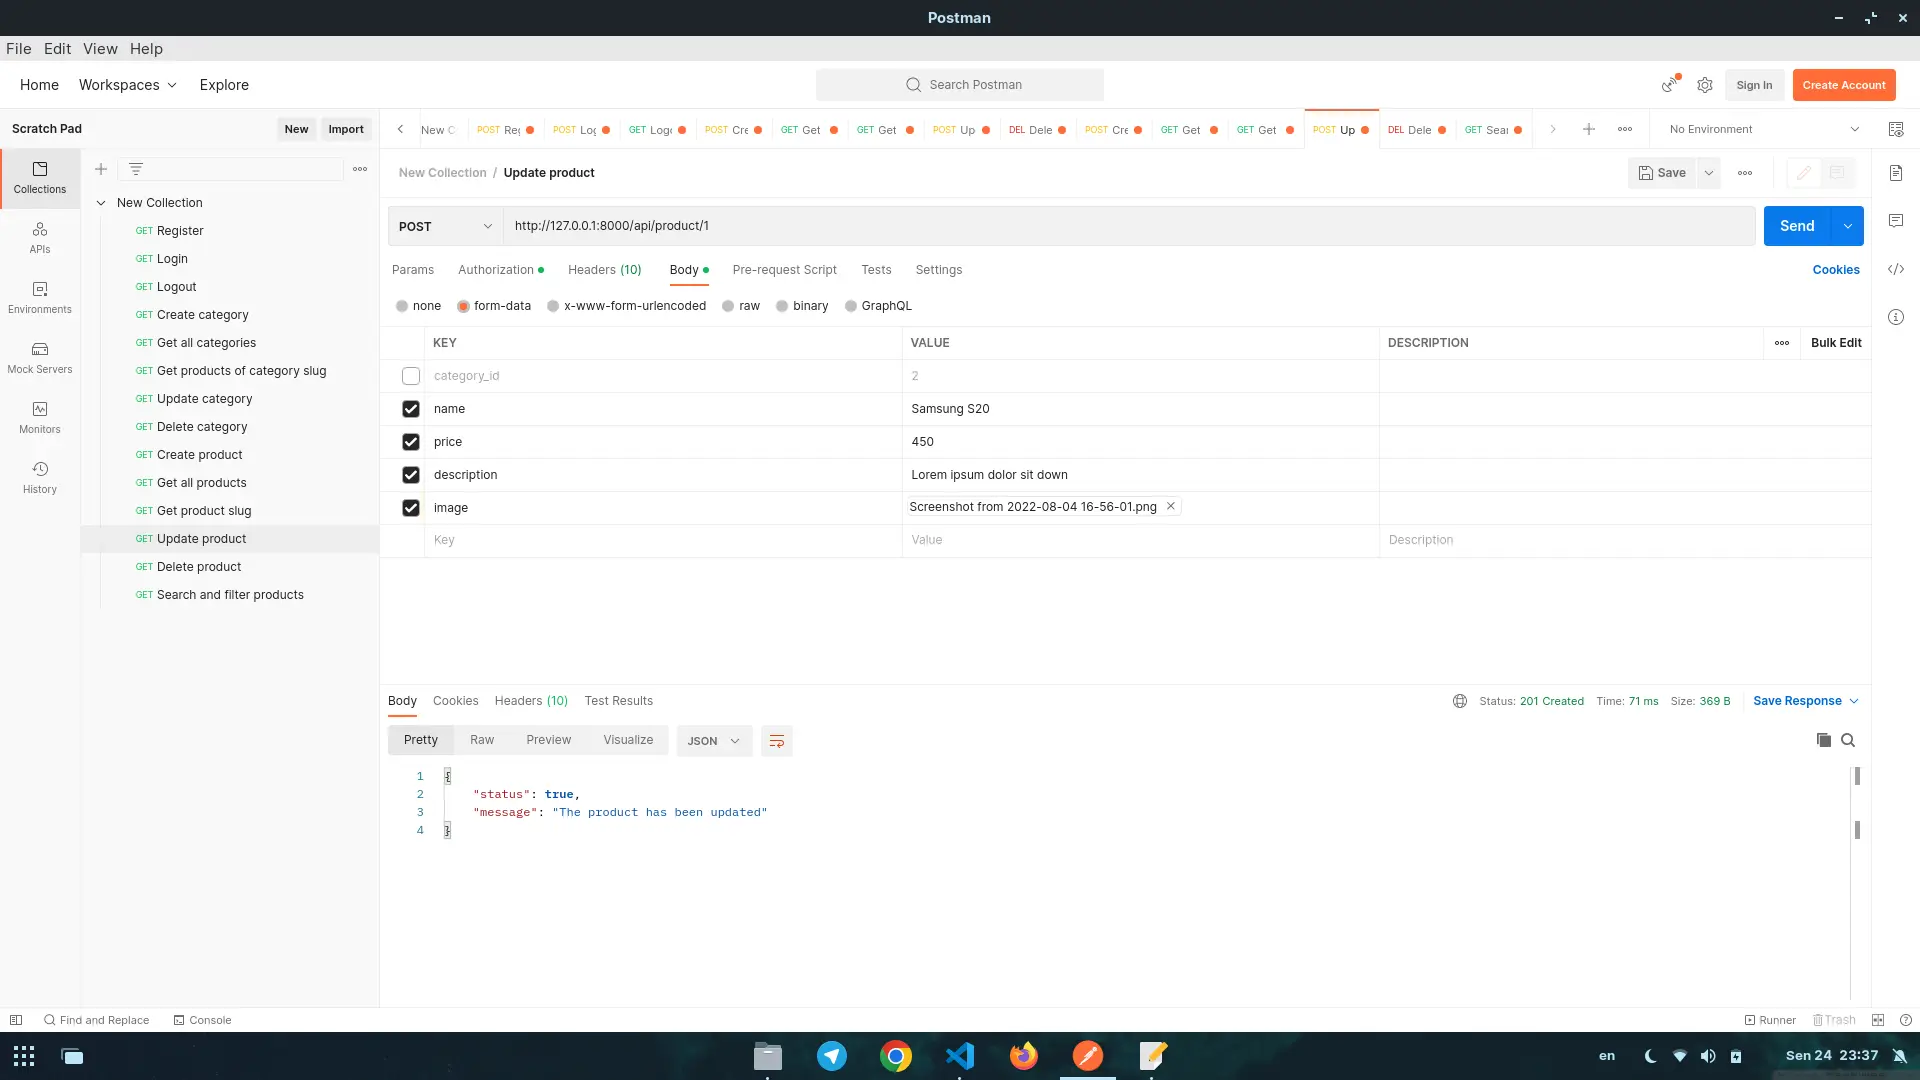 Postman
File Edit View Help
Home Workspaces Explore
Search Postman
Sign In
Create Account
Scratch Pad
New
Import
New C
POST Reg
POST Log
GET Logo
POST Cre
GET Get
GET Get
POST Up
DEL Dele
POST Cre
GET Get
GET Get
POST Up
DEL Dele
GET Sear
No Environment
Collections
APIs
Environments
Mock Servers
Monitors
History
New Collection
GET Register
GET Login
GET Logout
GET Create category
GET Get all categories
GET Get products of category slug
GET Update category
GET Delete category
GET Create product
GET Get all products
GET Get product slug
GET Update product
GET Delete product
GET Search and filter products
New Collection / Update product
Save
POST
http://127.0.0.1:8000/api/product/1
Send
Params Authorization Headers (10) Body Pre-request Script Tests Settings
Cookies
none form-data x-www-form-urlencoded raw binary GraphQL
KEY VALUE DESCRIPTION
Bulk Edit
category_id 2
name Samsung S20
price 450
description Lorem ipsum dolor sit down
image Screenshot from 2022-08-04 16-56-01.png
Key Value Description
Body Cookies Headers (10) Test Results
Status: 201 Created Time: 71 ms Size: 369 B
Save Response
Pretty Raw Preview Visualize JSON
1 {
2 "status": true,
3 "message": "The product has been updated"
4 }
Find and Replace Console
Runner Trash
en
Sen 24 23:37